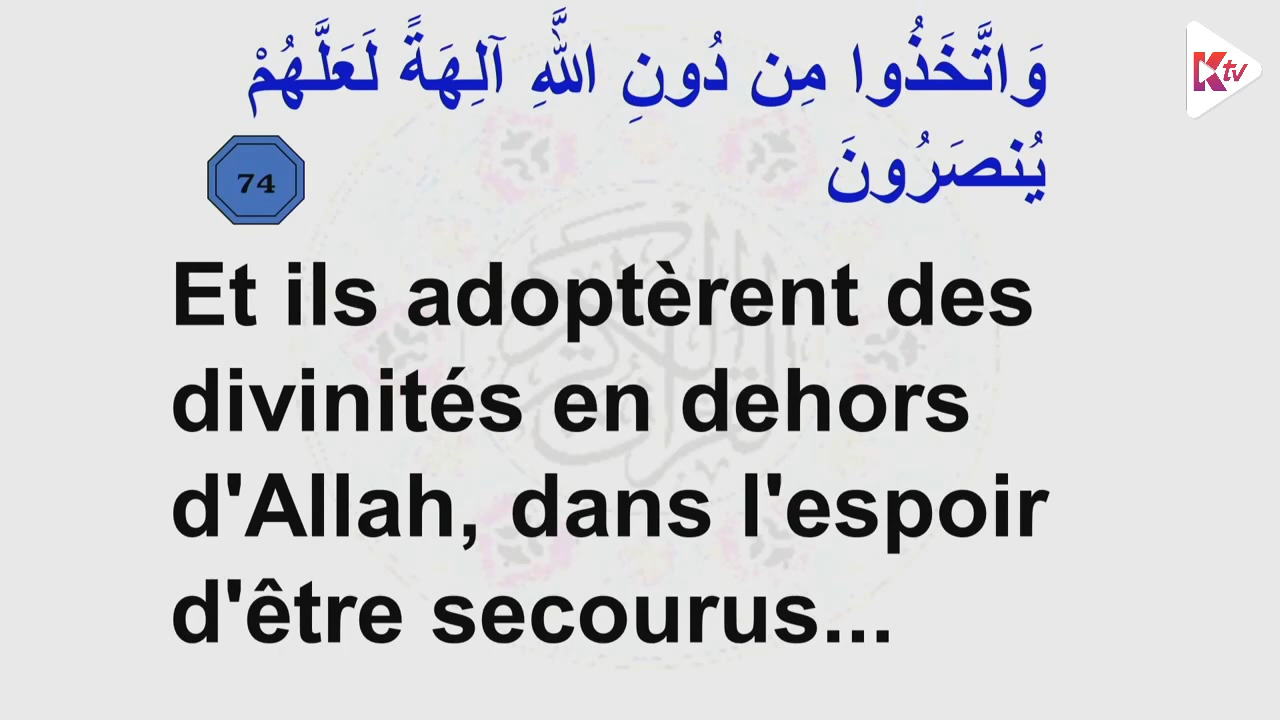 وَاتَّخَذُوا مِن دُونِ اللَّهِ آلِهَةً لَعَلَّهُمْ
يُنصَرُونَ
74
Et ils adoptèrent des
divinités en dehors
d'Allah, dans l'espoir
d'être secourus...
Ktv